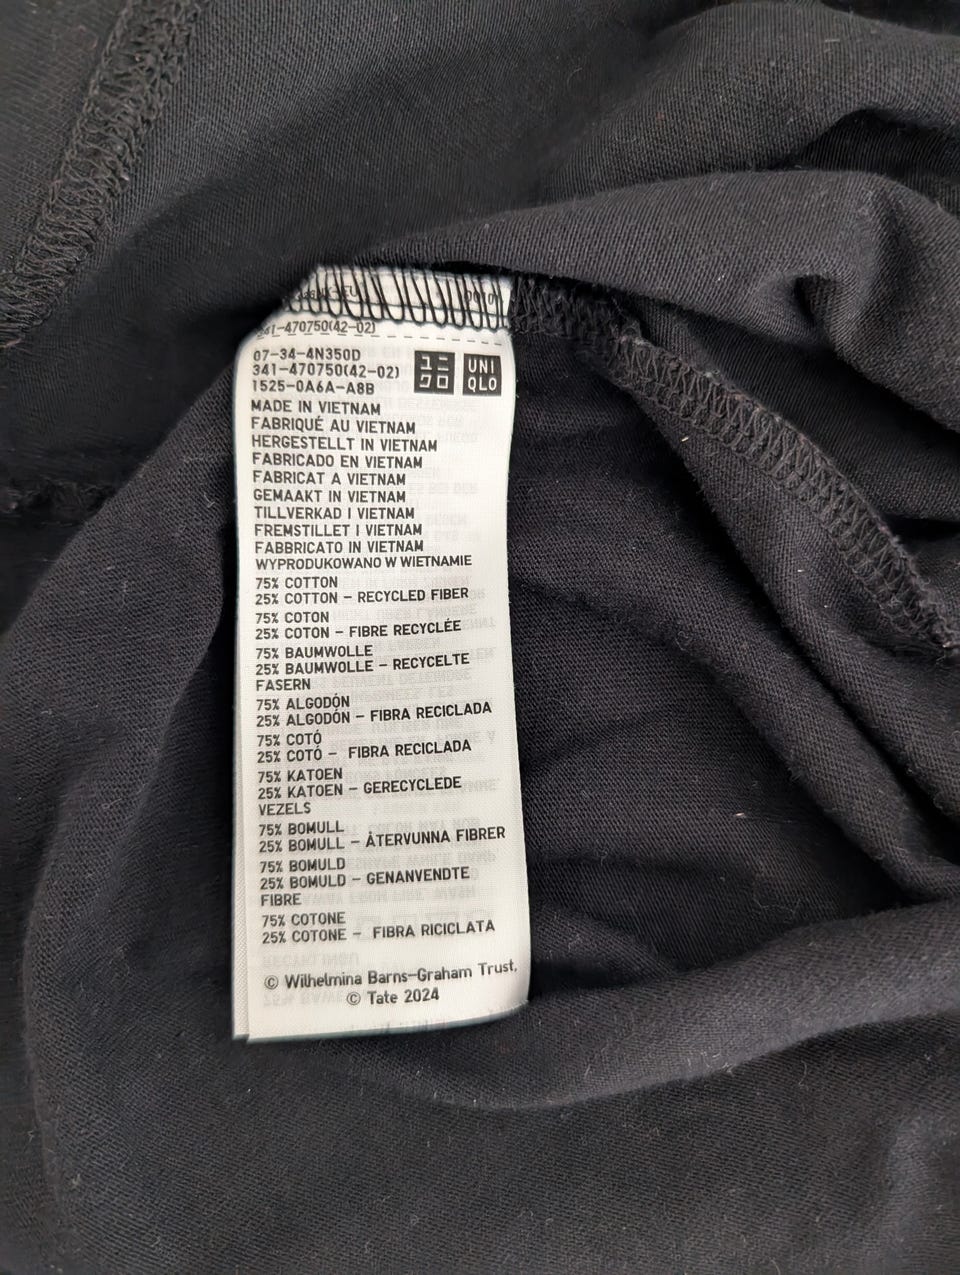 341-470750(42-02)
07-34-4N350D
341-470750(42-02)
1525-0A6A-A8B
ユニ
クロ
UNI
QLO
MADE IN VIETNAM
FABRIQUÉ AU VIETNAM
HERGESTELLT IN VIETNAM
FABRICADO EN VIETNAM
FABRICAT A VIETNAM
GEMAAKT IN VIETNAM
TILLVERKAD I VIETNAM
FREMSTILLET I VIETNAM
FABBRICATO IN VIETNAM
WYPRODUKOWANO W WIETNAMIE
75% COTTON
25% COTTON – RECYCLED FIBER
75% COTON
25% COTON – FIBRE RECYCLÉE
75% BAUMWOLLE
25% BAUMWOLLE – RECYCELTE
FASERN
75% ALGODÓN
25% ALGODÓN – FIBRA RECICLADA
75% COTÓ
25% COTÓ – FIBRA RECICLADA
75% KATOEN
25% KATOEN – GERECYCLEDE
VEZELS
75% BOMULL
25% BOMULL – ÅTERVUNNA FIBRER
75% BOMULD
25% BOMULD – GENANVENDTE
FIBRE
75% COTONE
25% COTONE – FIBRA RICICLATA
© Wilhelmina Barns-Graham Trust,
© Tate 2024